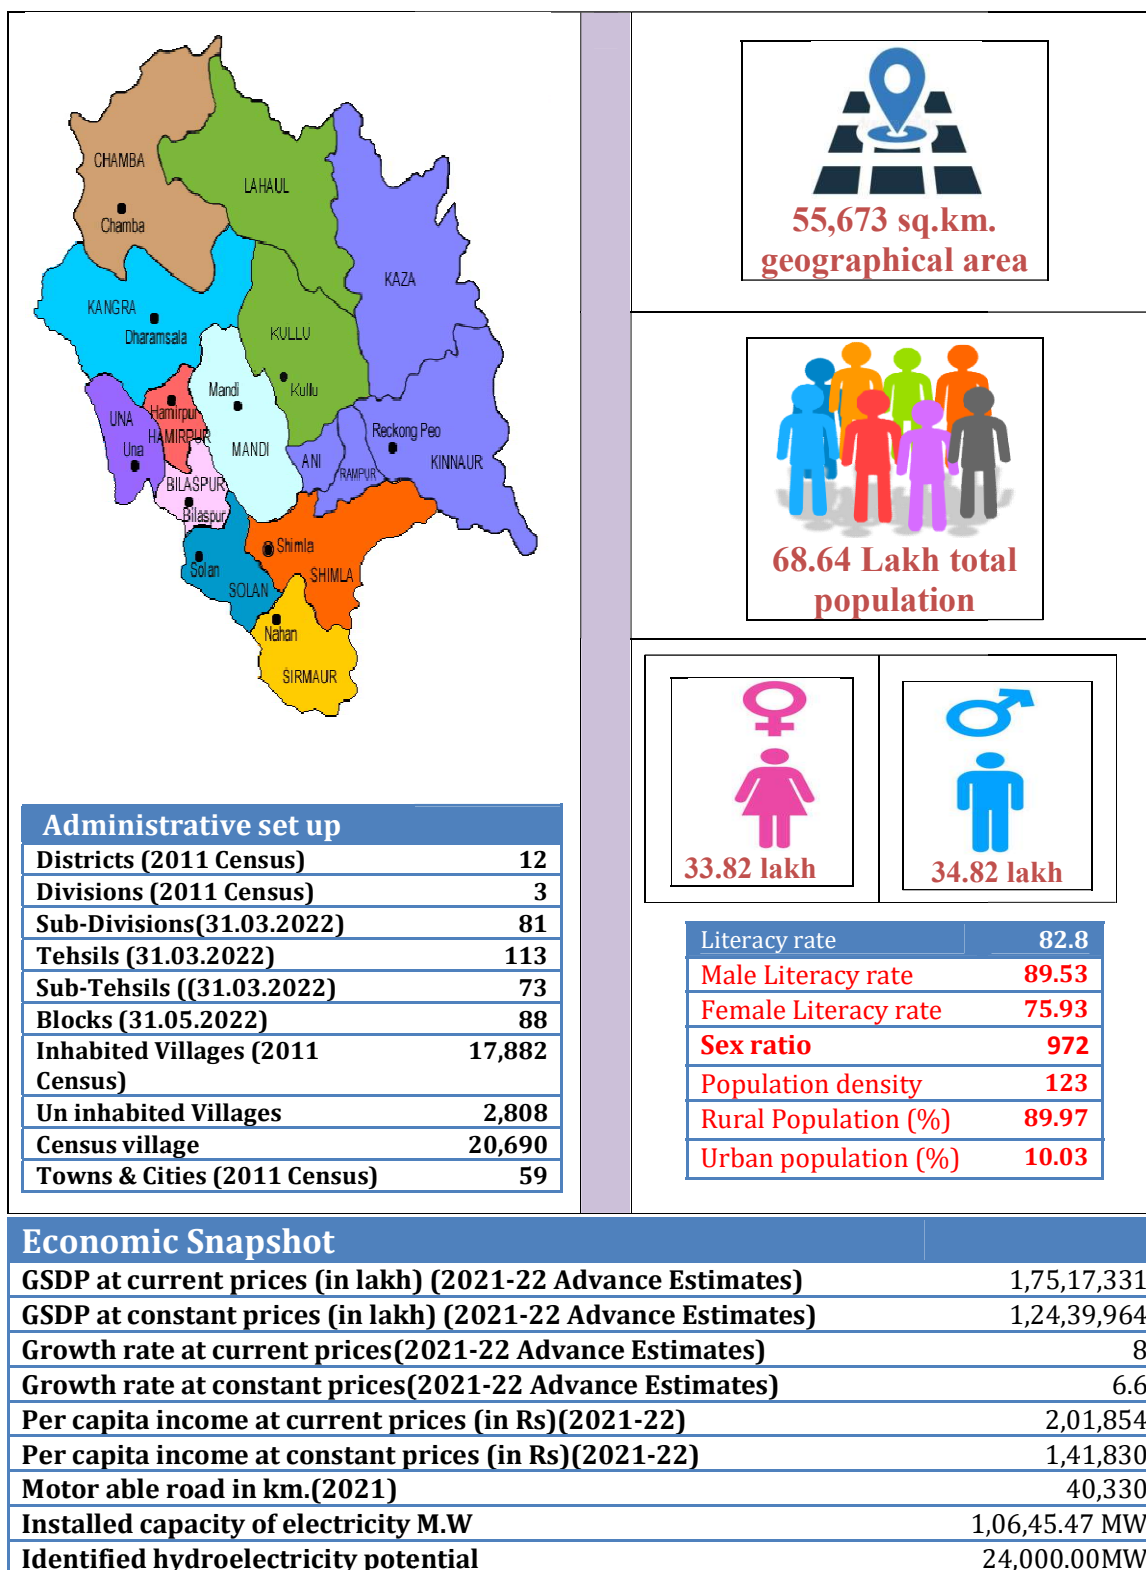 CHAMBA
Chamba
LAHAUL
KAZA
KANGRA
Dharamsala
KULLU
Kullu
Mandi
MANDI
UNA
Una
Hamirpur
HAMIRPUR
BILASPUR
Bilaspur
ANI
RAMPUR
Reckong Peo
KINNAUR
Shimla
SHIMLA
Solan
SOLAN
Nahan
SIRMAUR
55,673 sq.km.
geographical area
68.64 Lakh total
population
33.82 lakh
34.82 lakh
Administrative set up
Districts (2011 Census) 12
Divisions (2011 Census) 3
Sub-Divisions(31.03.2022) 81
Tehsils (31.03.2022) 113
Sub-Tehsils ((31.03.2022) 73
Blocks (31.05.2022) 88
Inhabited Villages (2011 17,882
Census)
Un inhabited Villages 2,808
Census village 20,690
Towns & Cities (2011 Census) 59
Literacy rate 82.8
Male Literacy rate 89.53
Female Literacy rate 75.93
Sex ratio 972
Population density 123
Rural Population (%) 89.97
Urban population (%) 10.03
Economic Snapshot
GSDP at current prices (in lakh) (2021-22 Advance Estimates) 1,75,17,331
GSDP at constant prices (in lakh) (2021-22 Advance Estimates) 1,24,39,964
Growth rate at current prices(2021-22 Advance Estimates) 8
Growth rate at constant prices(2021-22 Advance Estimates) 6.6
Per capita income at current prices (in Rs)(2021-22) 2,01,854
Per capita income at constant prices (in Rs)(2021-22) 1,41,830
Motor able road in km.(2021) 40,330
Installed capacity of electricity M.W 1,06,45.47 MW
Identified hydroelectricity potential 24,000.00MW